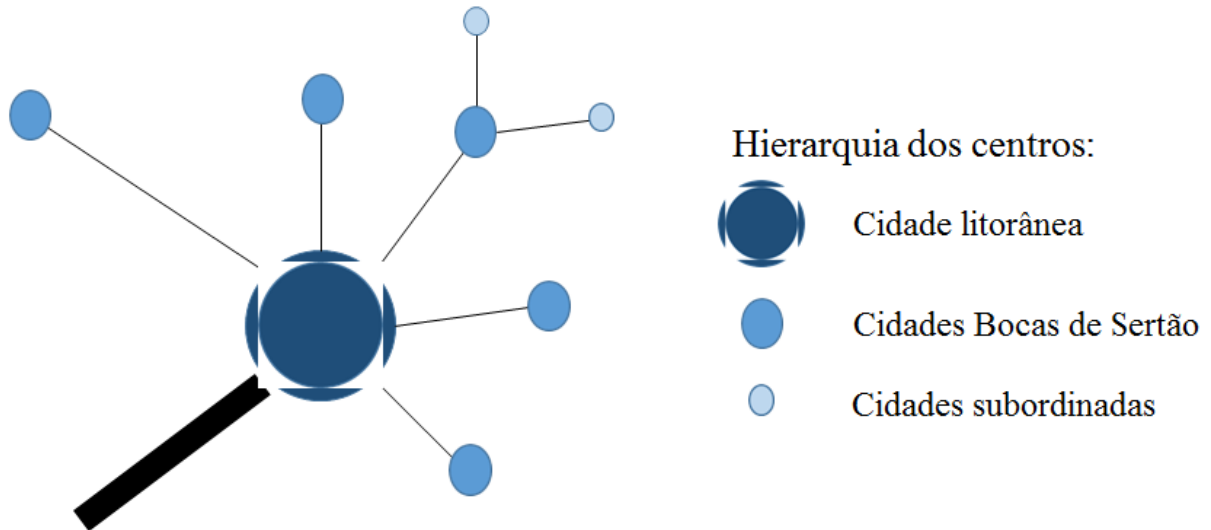 Hierarquia dos centros:
Cidade litorânea
Cidades Bocas de Sertão
Cidades subordinadas